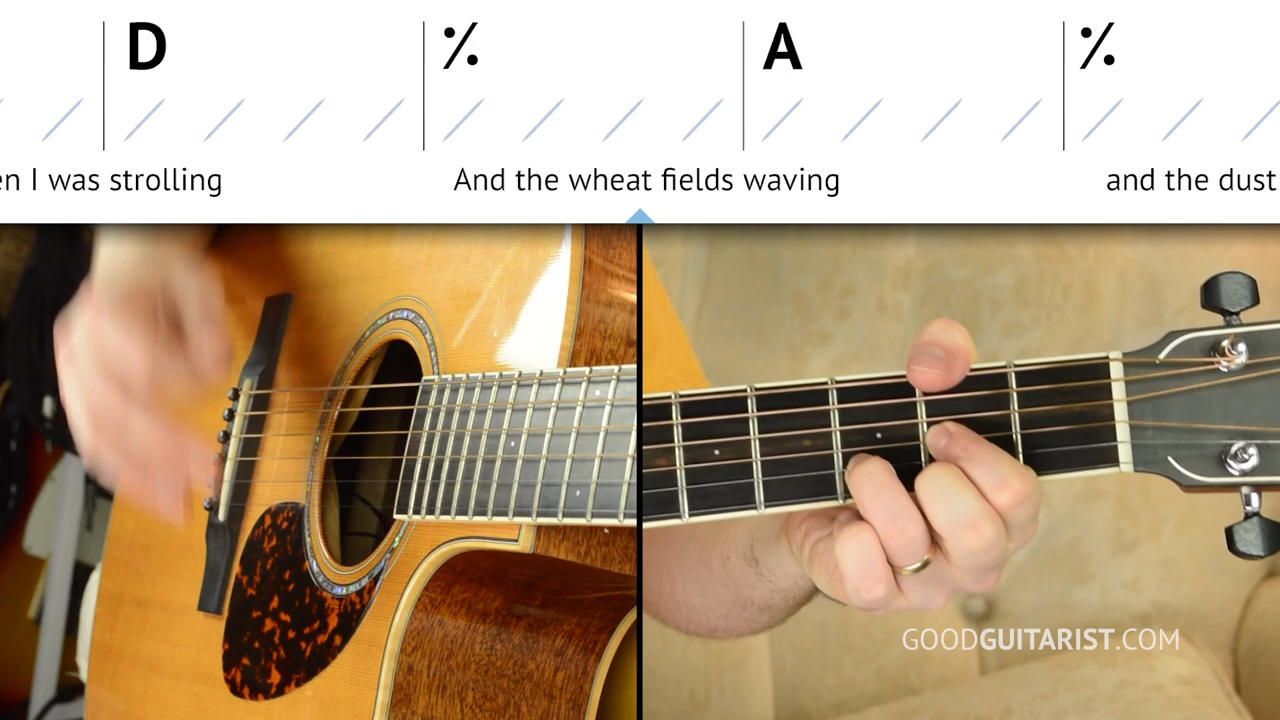 D % A %
en I was strolling And the wheat fields waving and the dust
GOODGUITARIST.COM